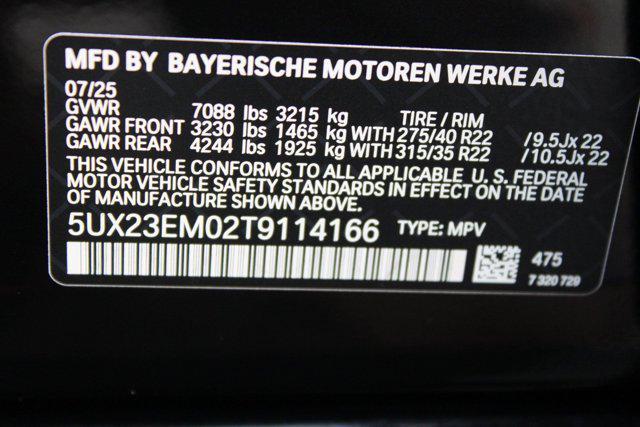 MFD BY BAYERISCHE MOTOREN WERKE AG
07/25
GVWR 7088 lbs 3215 kg TIRE / RIM
GAWR FRONT 3230 lbs 1465 kg WITH 275/40 R22 /9.5Jx 22
GAWR REAR 4244 lbs 1925 kg WITH 315/35 R22 /10.5Jx 22
THIS VEHICLE CONFORMS TO ALL APPLICABLE U. S. FEDERAL
MOTOR VEHICLE SAFETY STANDARDS IN EFFECT ON THE DATE
OF MANUFACTURE SHOWN ABOVE.
5UX23EM02T9114166 TYPE: MPV
475
7 320 729